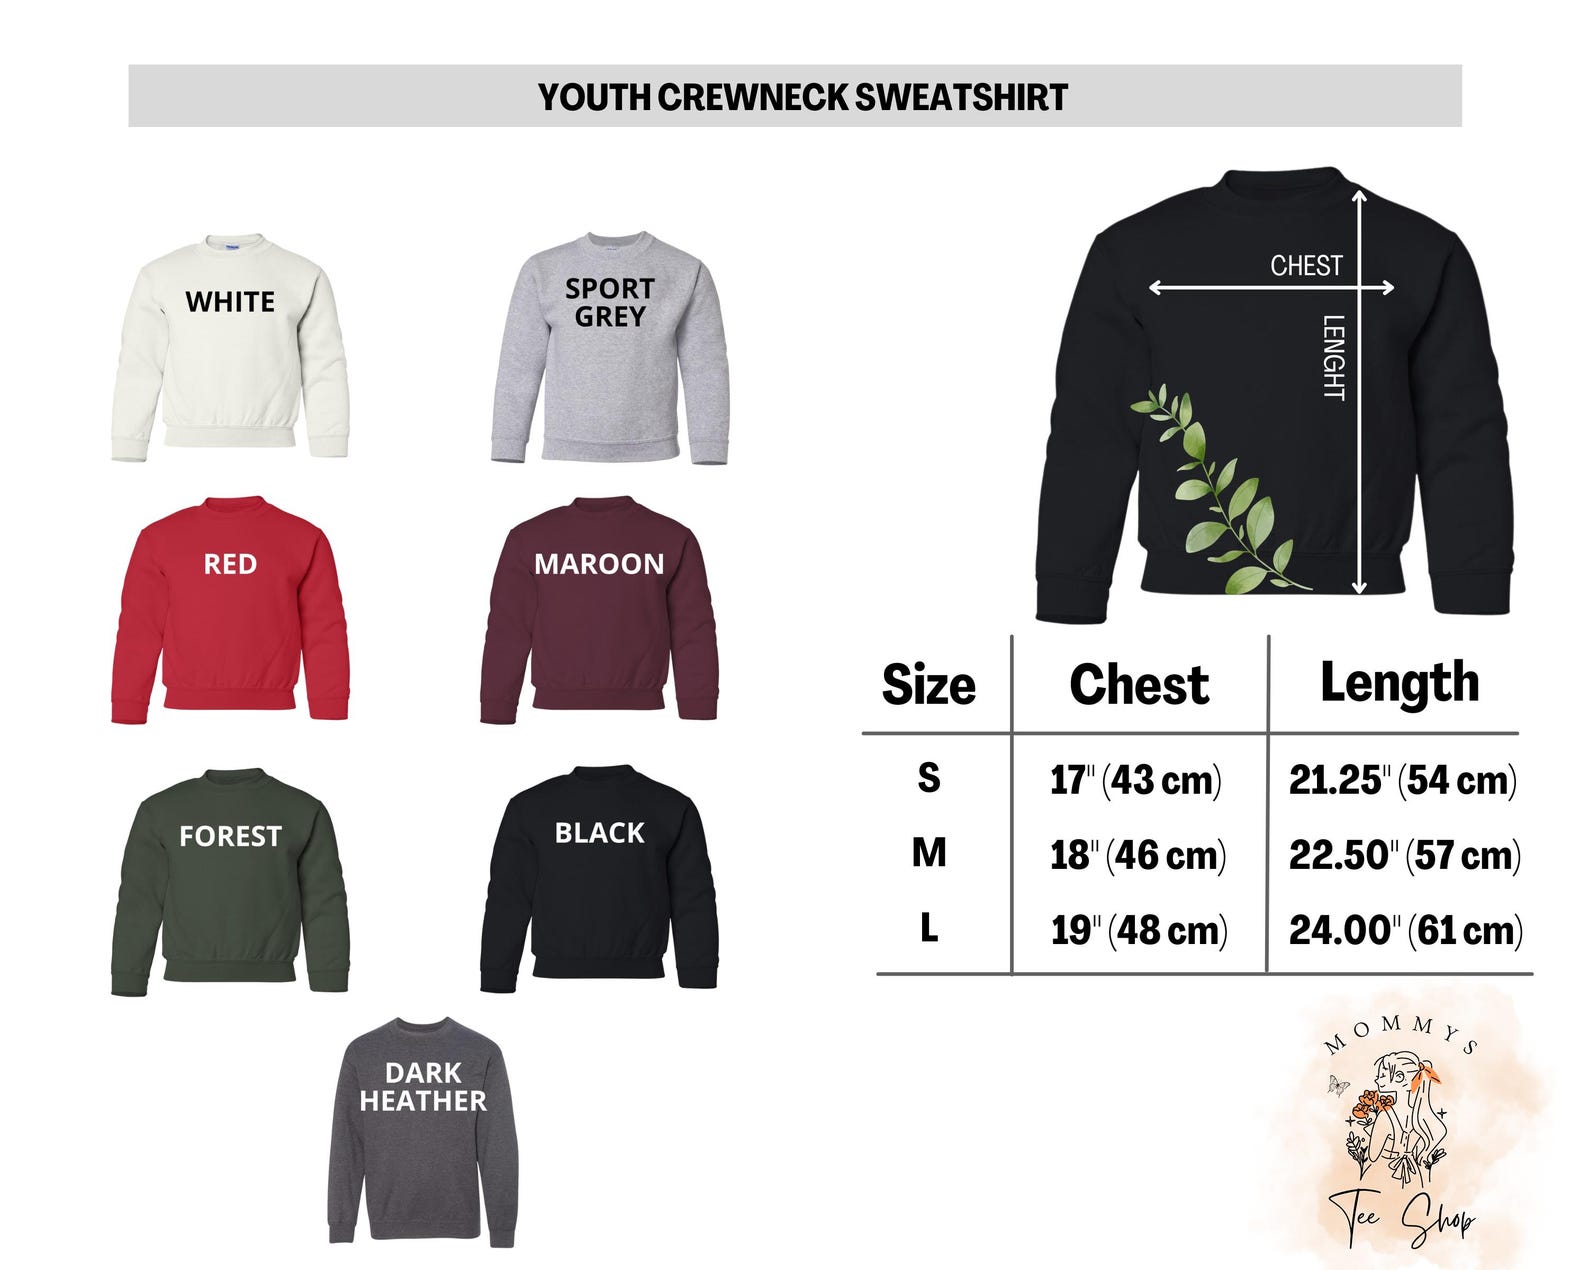 YOUTH CREWNECK SWEATSHIRT
WHITE
SPORT
GREY
RED
MAROON
FOREST
BLACK
DARK
HEATHER
CHEST
LENGHT
Size Chest Length
S 17" (43 cm) 21.25" (54 cm)
M 18" (46 cm) 22.50" (57 cm)
L 19" (48 cm) 24.00" (61 cm)
MOMMYS
Tee Shop